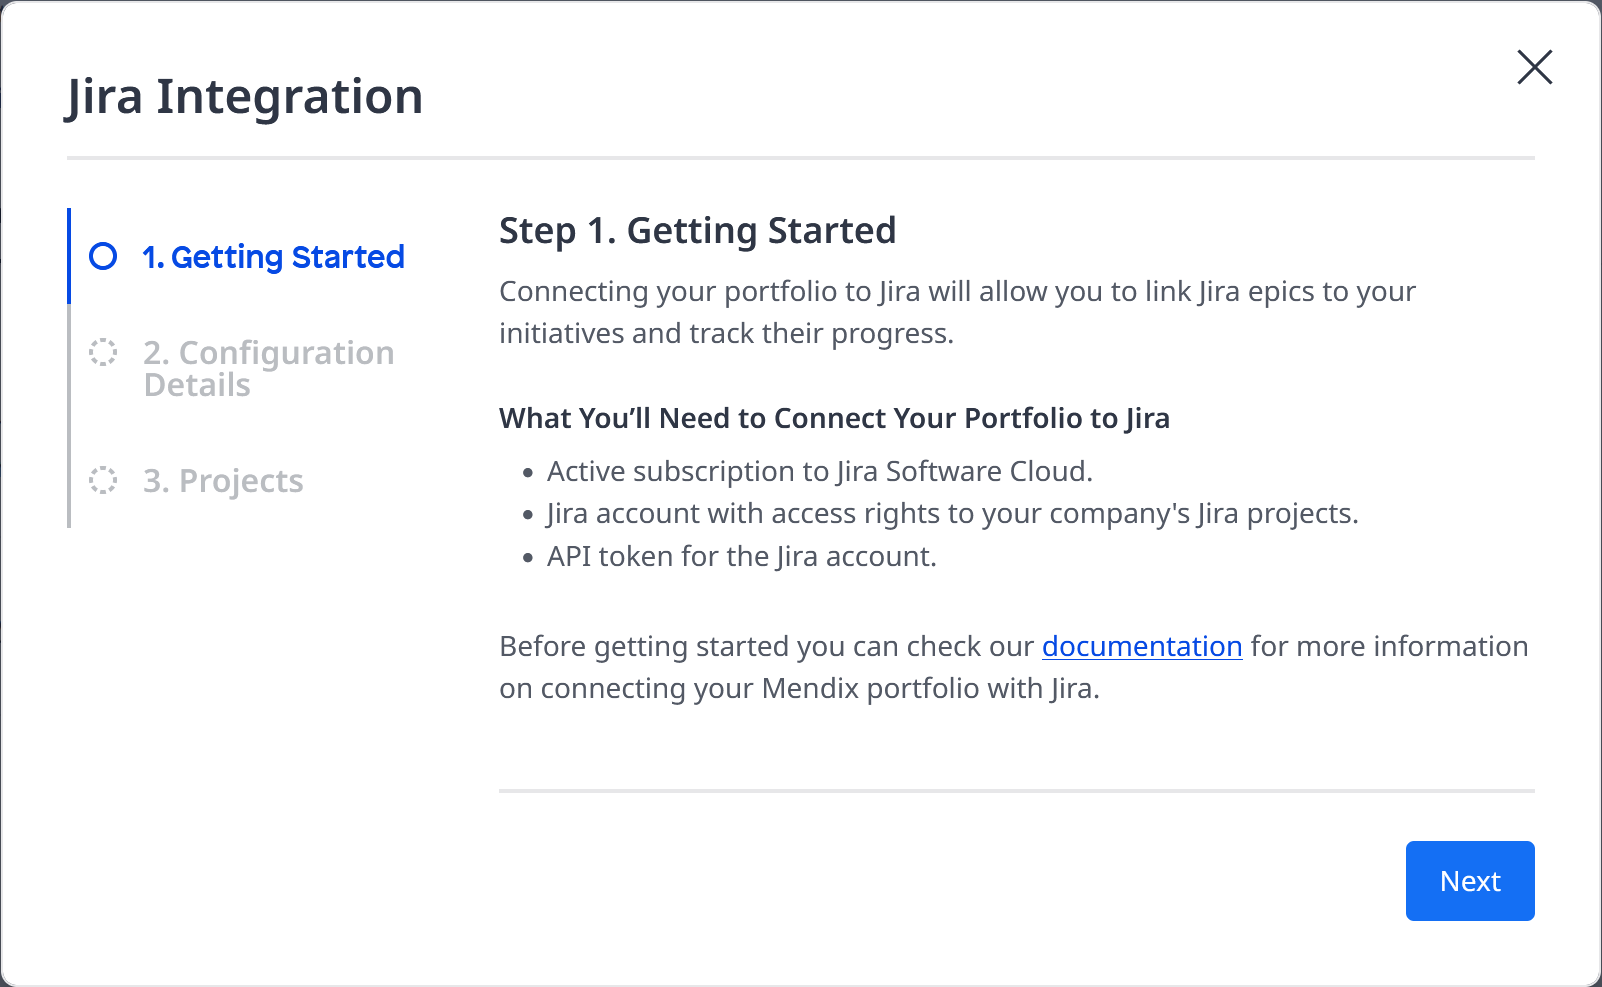 Jira Integration
1. Getting Started
2. Configuration
Details
3. Projects
Step 1. Getting Started
Connecting your portfolio to Jira will allow you to link Jira epics to your
initiatives and track their progress.
What You’ll Need to Connect Your Portfolio to Jira
• Active subscription to Jira Software Cloud.
• Jira account with access rights to your company's Jira projects.
• API token for the Jira account.
Before getting started you can check our documentation for more information
on connecting your Mendix portfolio with Jira.
Next